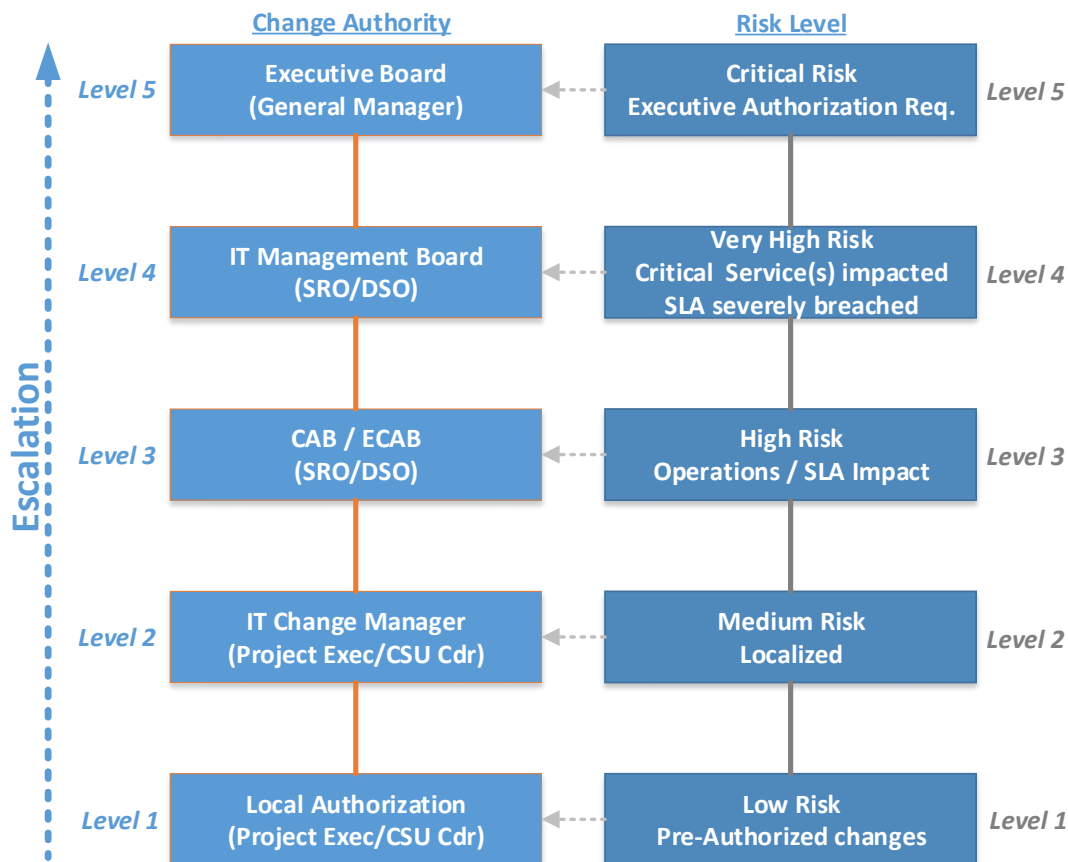 Change Authority
Risk Level
Escalation
Level 5
Executive Board
(General Manager)
Critical Risk
Executive Authorization Req.
Level 5
Level 4
IT Management Board
(SRO/DSO)
Very High Risk
Critical Service(s) impacted
SLA severely breached
Level 4
Level 3
CAB / ECAB
(SRO/DSO)
High Risk
Operations / SLA Impact
Level 3
Level 2
IT Change Manager
(Project Exec/CSU Cdr)
Medium Risk
Localized
Level 2
Level 1
Local Authorization
(Project Exec/CSU Cdr)
Low Risk
Pre-Authorized changes
Level 1